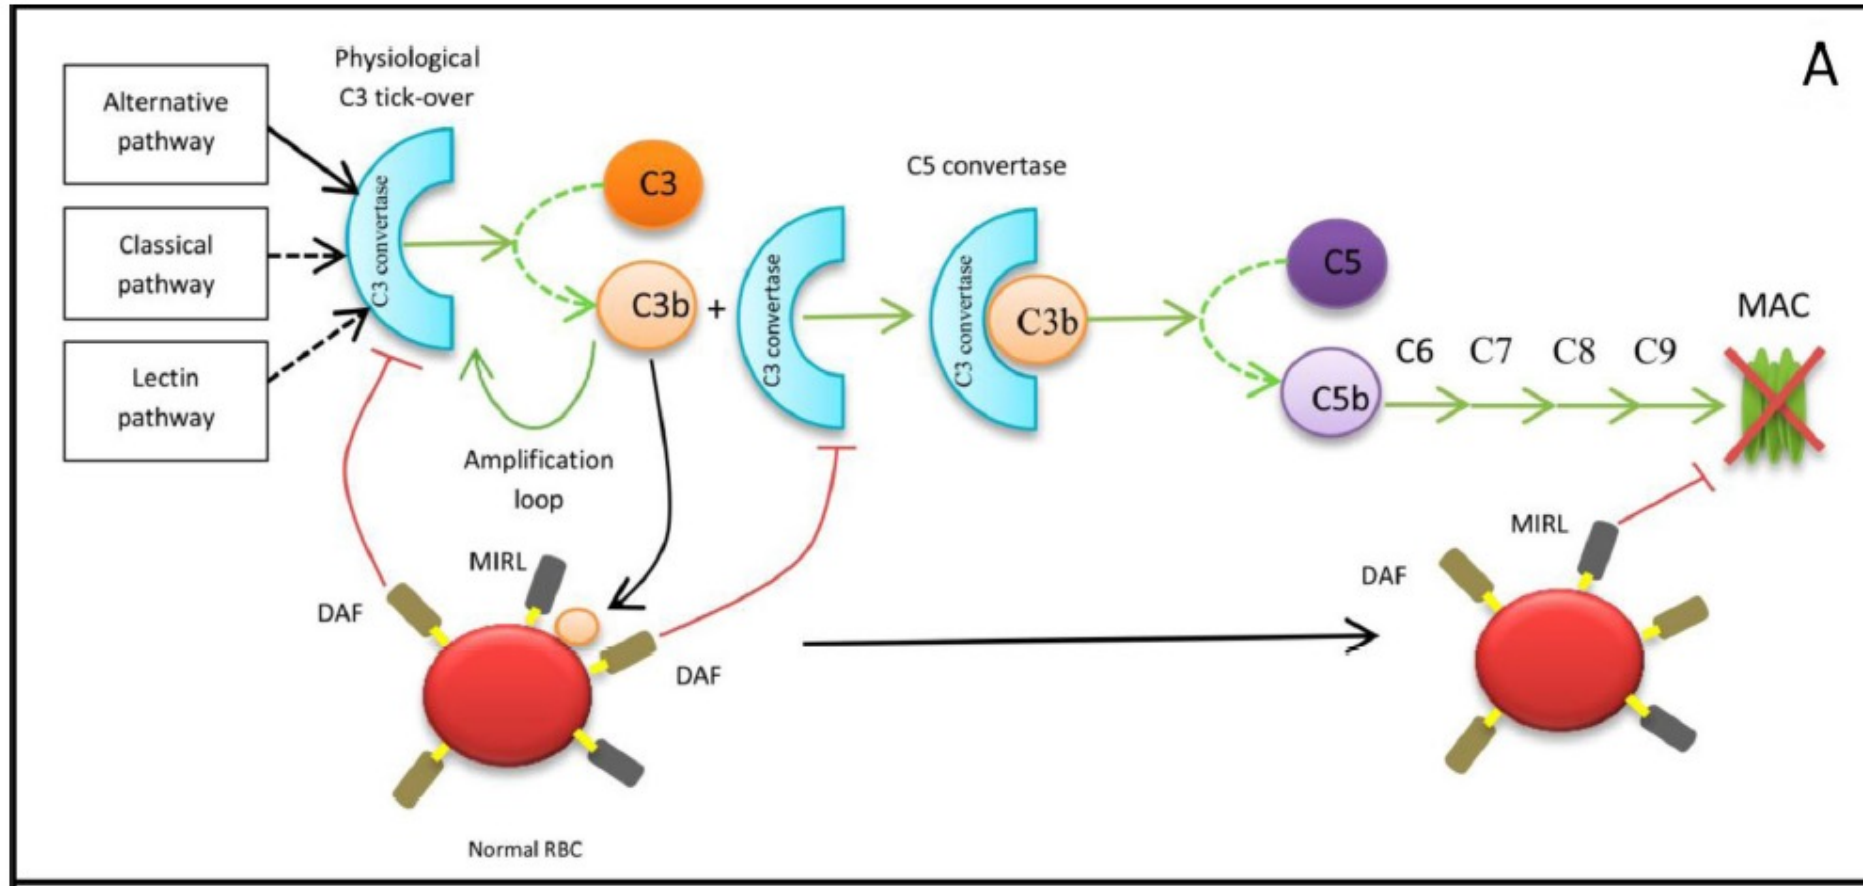 A
Physiological
C3 tick-over
Alternative
pathway
Classical
pathway
Lectin
pathway
C3 convertase
C3
C3b
+
C3 convertase
C5 convertase
C3 convertase
C3b
C5
C5b
C6 C7 C8 C9
MAC
Amplification
loop
MIRL
DAF
DAF
Normal RBC
MIRL
DAF